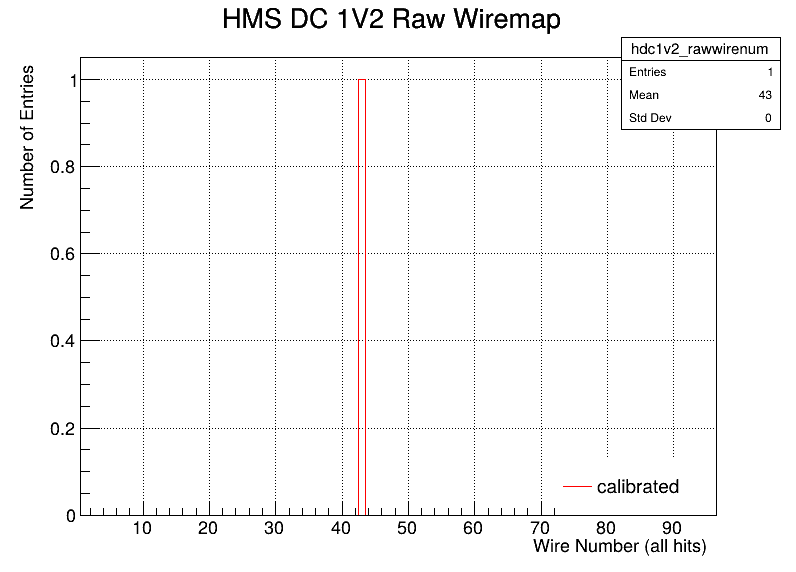 HMS DC 1V2 Raw Wiremap
hdc1v2_rawwirenum
Entries 1
Mean 43
Std Dev 0
Number of Entries
1
0.8
0.6
0.4
0.2
0
calibrated
10 20 30 40 50 60 70 80 90
Wire Number (all hits)